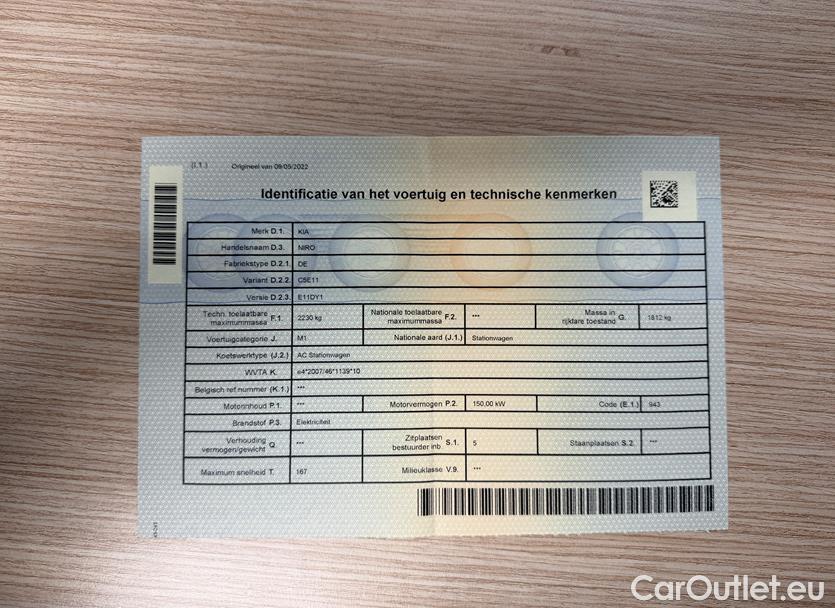 (I.1.) Origineel van 09/05/2022
Identificatie van het voertuig en technische kenmerken
Merk D.1. KIA
Handelsnaam D.3. NIRO
Fabriekstype D.2.1. DE
Variant D.2.2. C5E11
Versie D.2.3. E11DY1
Techn. toelaatbare maximummassa F.1. 2230 kg Nationale toelaatbare maximummassa F.2. *** Massa in rijklare toestand G. 1812 kg
Voertuigcategorie J. M1 Nationale aard (J.1.) Stationwagen
Koetswerktype (J.2.) AC Stationwagen
WVTA K. e4*2007/46*1139*10
Belgisch ref.nummer (K.1.) ***
Motorinhoud P.1. *** Motorvermogen P.2. 150,00 kW Code (E.1.) 943
Brandstof P.3. Elektriciteit
Verhouding vermogen/gewicht Q. *** Zitplaatsen bestuurder inb. S.1. 5 Staanplaatsen S.2. ***
Maximum snelheid T. 167 Milieuklasse V.9. ***
CarOutlet.eu